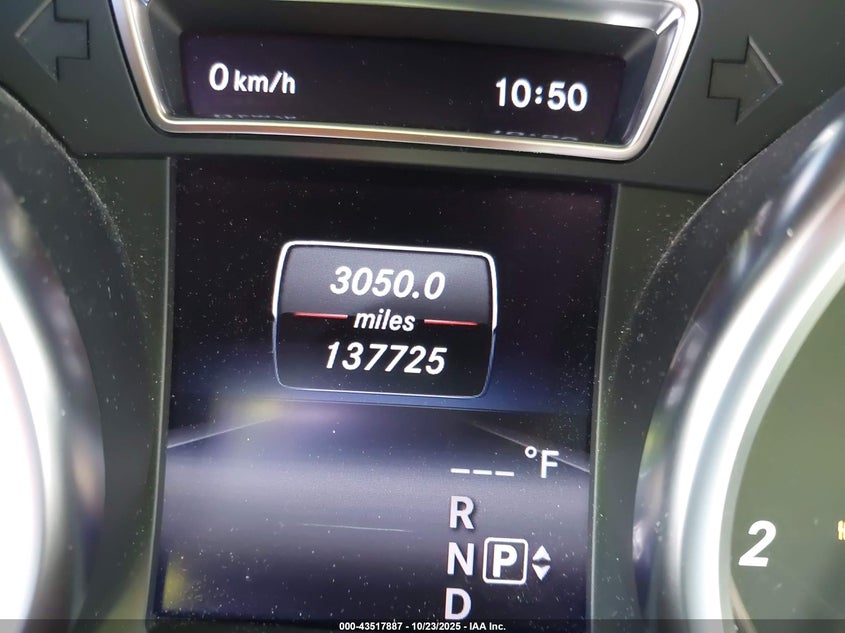 0 km/h 10:50
3050.0
miles
137725
---°F
R
N P
D
2
000-43517887 - 10/23/2025 - IAA Inc.